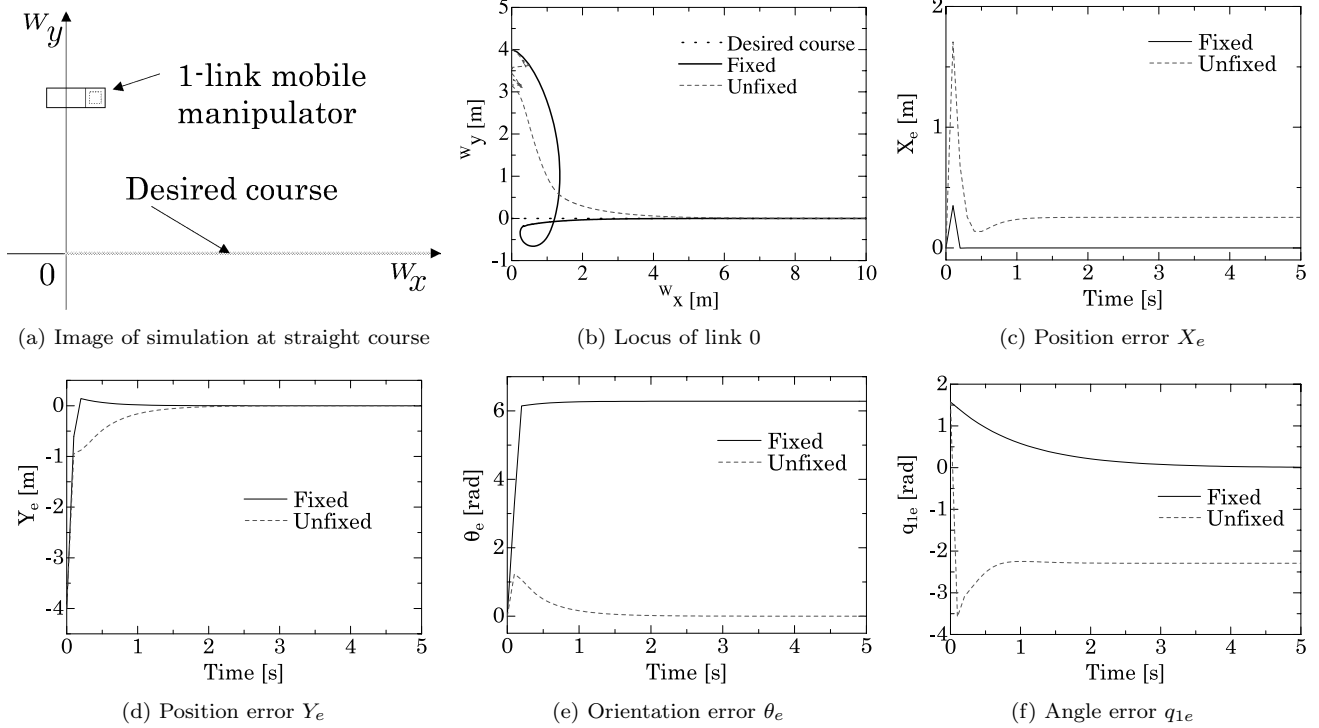 Wy
1-link mobile
manipulator
Desired course
0
Wx
(a) Image of simulation at straight course
5
4
3
2
1
0
-1
Wy [m]
Desired course
Fixed
Unfixed
0 2 4 6 8 10
Wx [m]
(b) Locus of link 0
2
1
0
Xe [m]
Fixed
Unfixed
0 1 2 3 4 5
Time [s]
(c) Position error Xe
0
-1
-2
-3
-4
Ye [m]
Fixed
Unfixed
0 1 2 3 4 5
Time [s]
(d) Position error Ye
6
4
2
0
θe [rad]
Fixed
Unfixed
0 1 2 3 4 5
Time [s]
(e) Orientation error θe
2
1
0
-1
-2
-3
-4
q1e [rad]
Fixed
Unfixed
0 1 2 3 4 5
Time [s]
(f) Angle error q1e